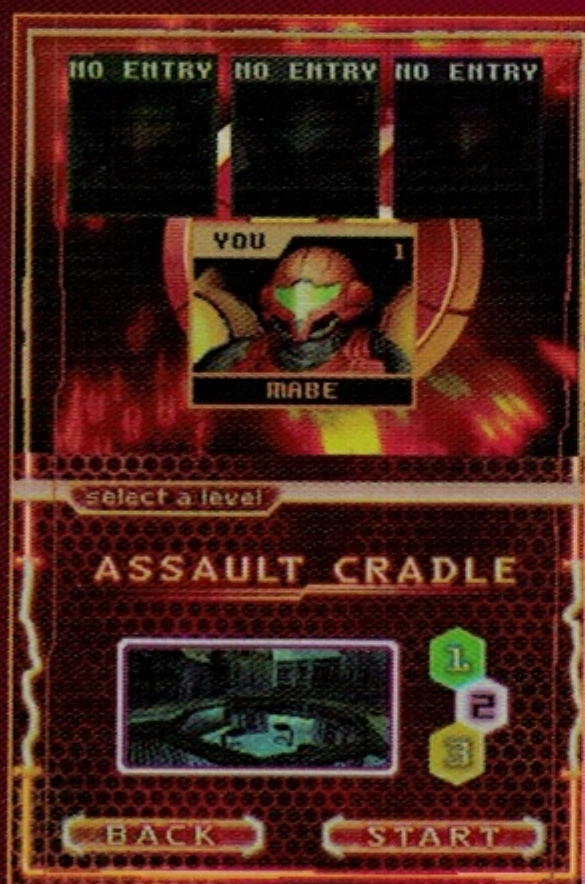 NO ENTRY NO ENTRY NO ENTRY
YOU 1
MABE
select a level
ASSAULT CRADLE
1
2
3
BACK START